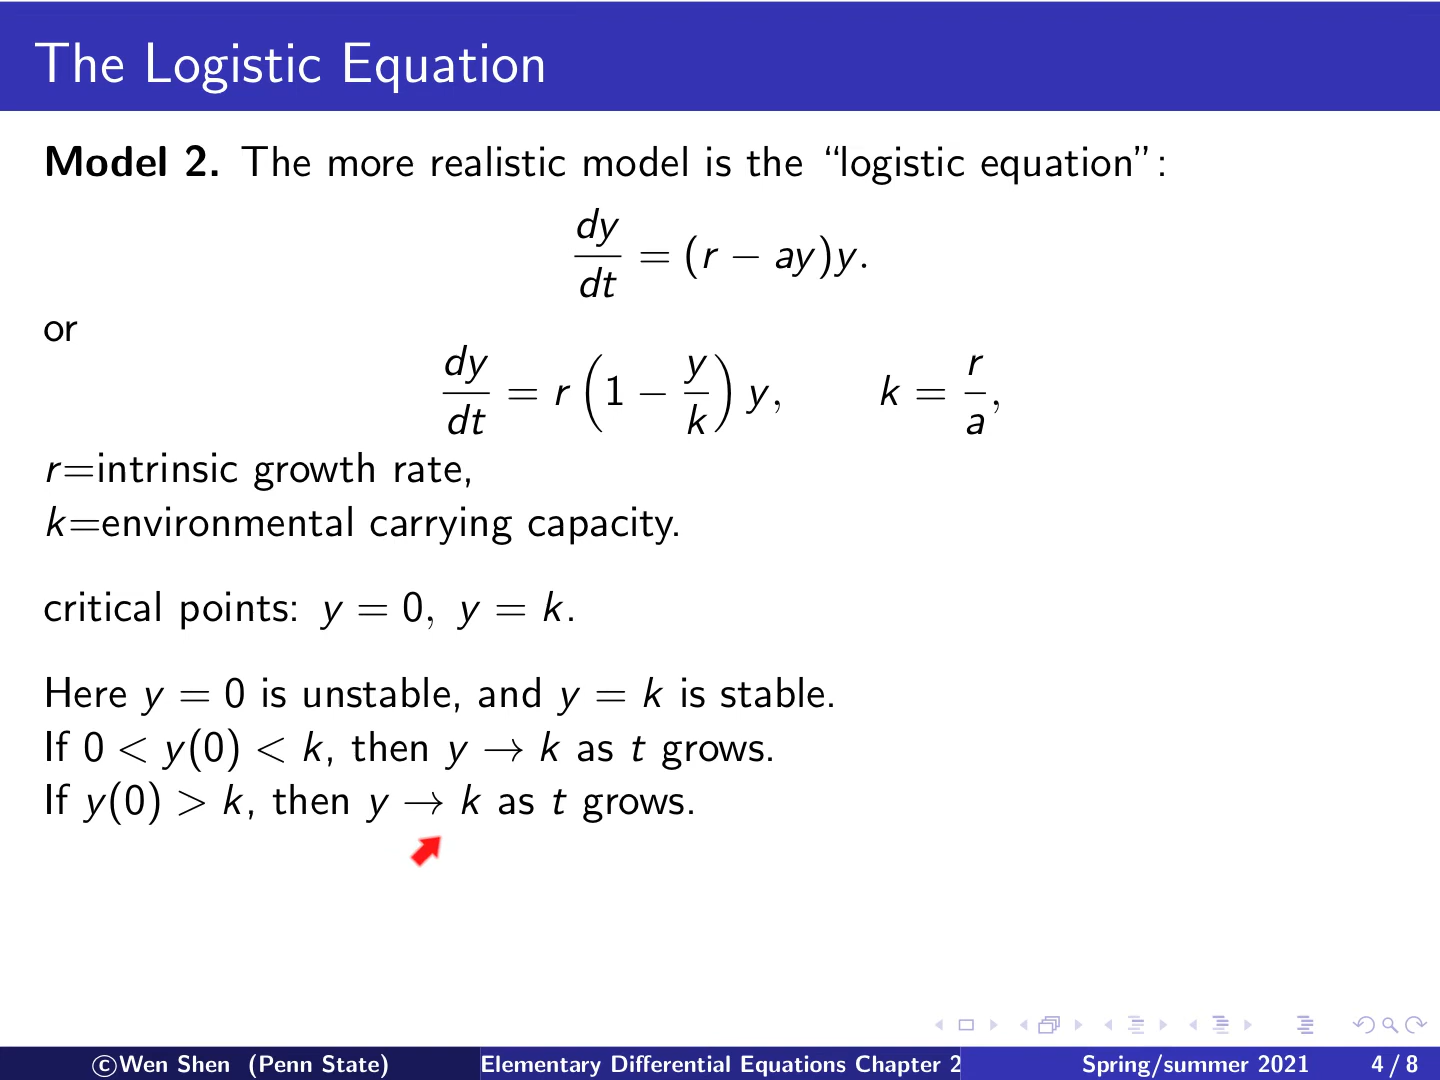 The Logistic Equation
Model 2. The more realistic model is the “logistic equation”:
dy/dt = (r − ay)y.
or
dy/dt = r (1 − y/k) y,    k = r/a,
r=intrinsic growth rate,
k=environmental carrying capacity.
critical points: y = 0, y = k.
Here y = 0 is unstable, and y = k is stable.
If 0 < y(0) < k, then y → k as t grows.
If y(0) > k, then y → k as t grows.
©Wen Shen (Penn State)    Elementary Differential Equations Chapter 2    Spring/summer 2021    4 / 8